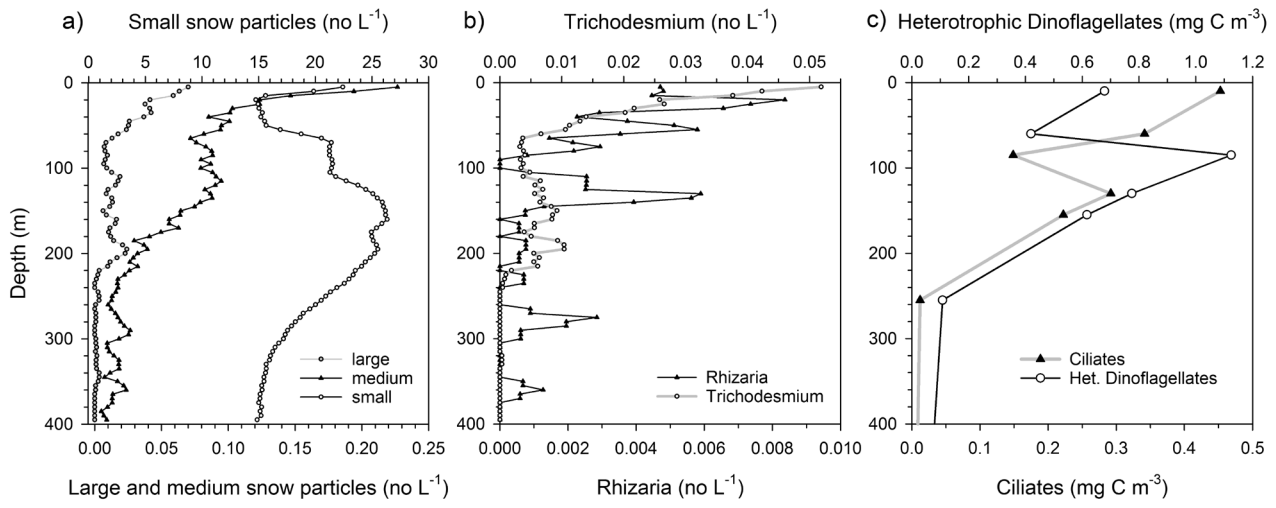 a) Small snow particles (no L⁻¹)
0 5 10 15 20 25 30
0
100
200
300
400
Depth (m)
large
medium
small
0.00 0.05 0.10 0.15 0.20 0.25
Large and medium snow particles (no L⁻¹)
b) Trichodesmium (no L⁻¹)
0.00 0.01 0.02 0.03 0.04 0.05
0
100
200
300
400
Rhizaria
Trichodesmium
0.000 0.002 0.004 0.006 0.008 0.010
Rhizaria (no L⁻¹)
c) Heterotrophic Dinoflagellates (mg C m⁻³)
0.0 0.2 0.4 0.6 0.8 1.0 1.2
0
100
200
300
400
Ciliates
Het. Dinoflagellates
0.0 0.1 0.2 0.3 0.4 0.5
Ciliates (mg C m⁻³)